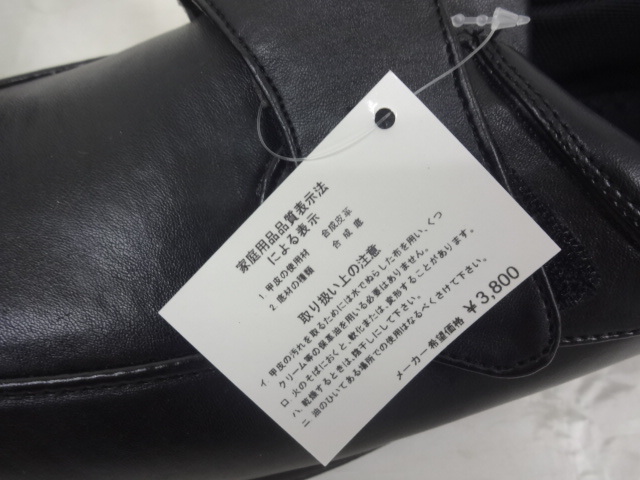 家庭用品品質表示法
による表示
1. 甲皮の使用材 合成皮革
2. 底材の種類 合成底
取り扱い上の注意
イ. 甲皮の汚れを取るためには水でぬらした布を用い、くつ
クリーム等の保革油を用いる必要はありません。
ロ. 火のそばにおくと、軟化または、変形することがあります。
ハ. 乾燥するときは、陰干しにして下さい。
ニ. 油のひいてある場所での使用はなるべくさけて下さい。
メーカー希望価格 ¥3,800